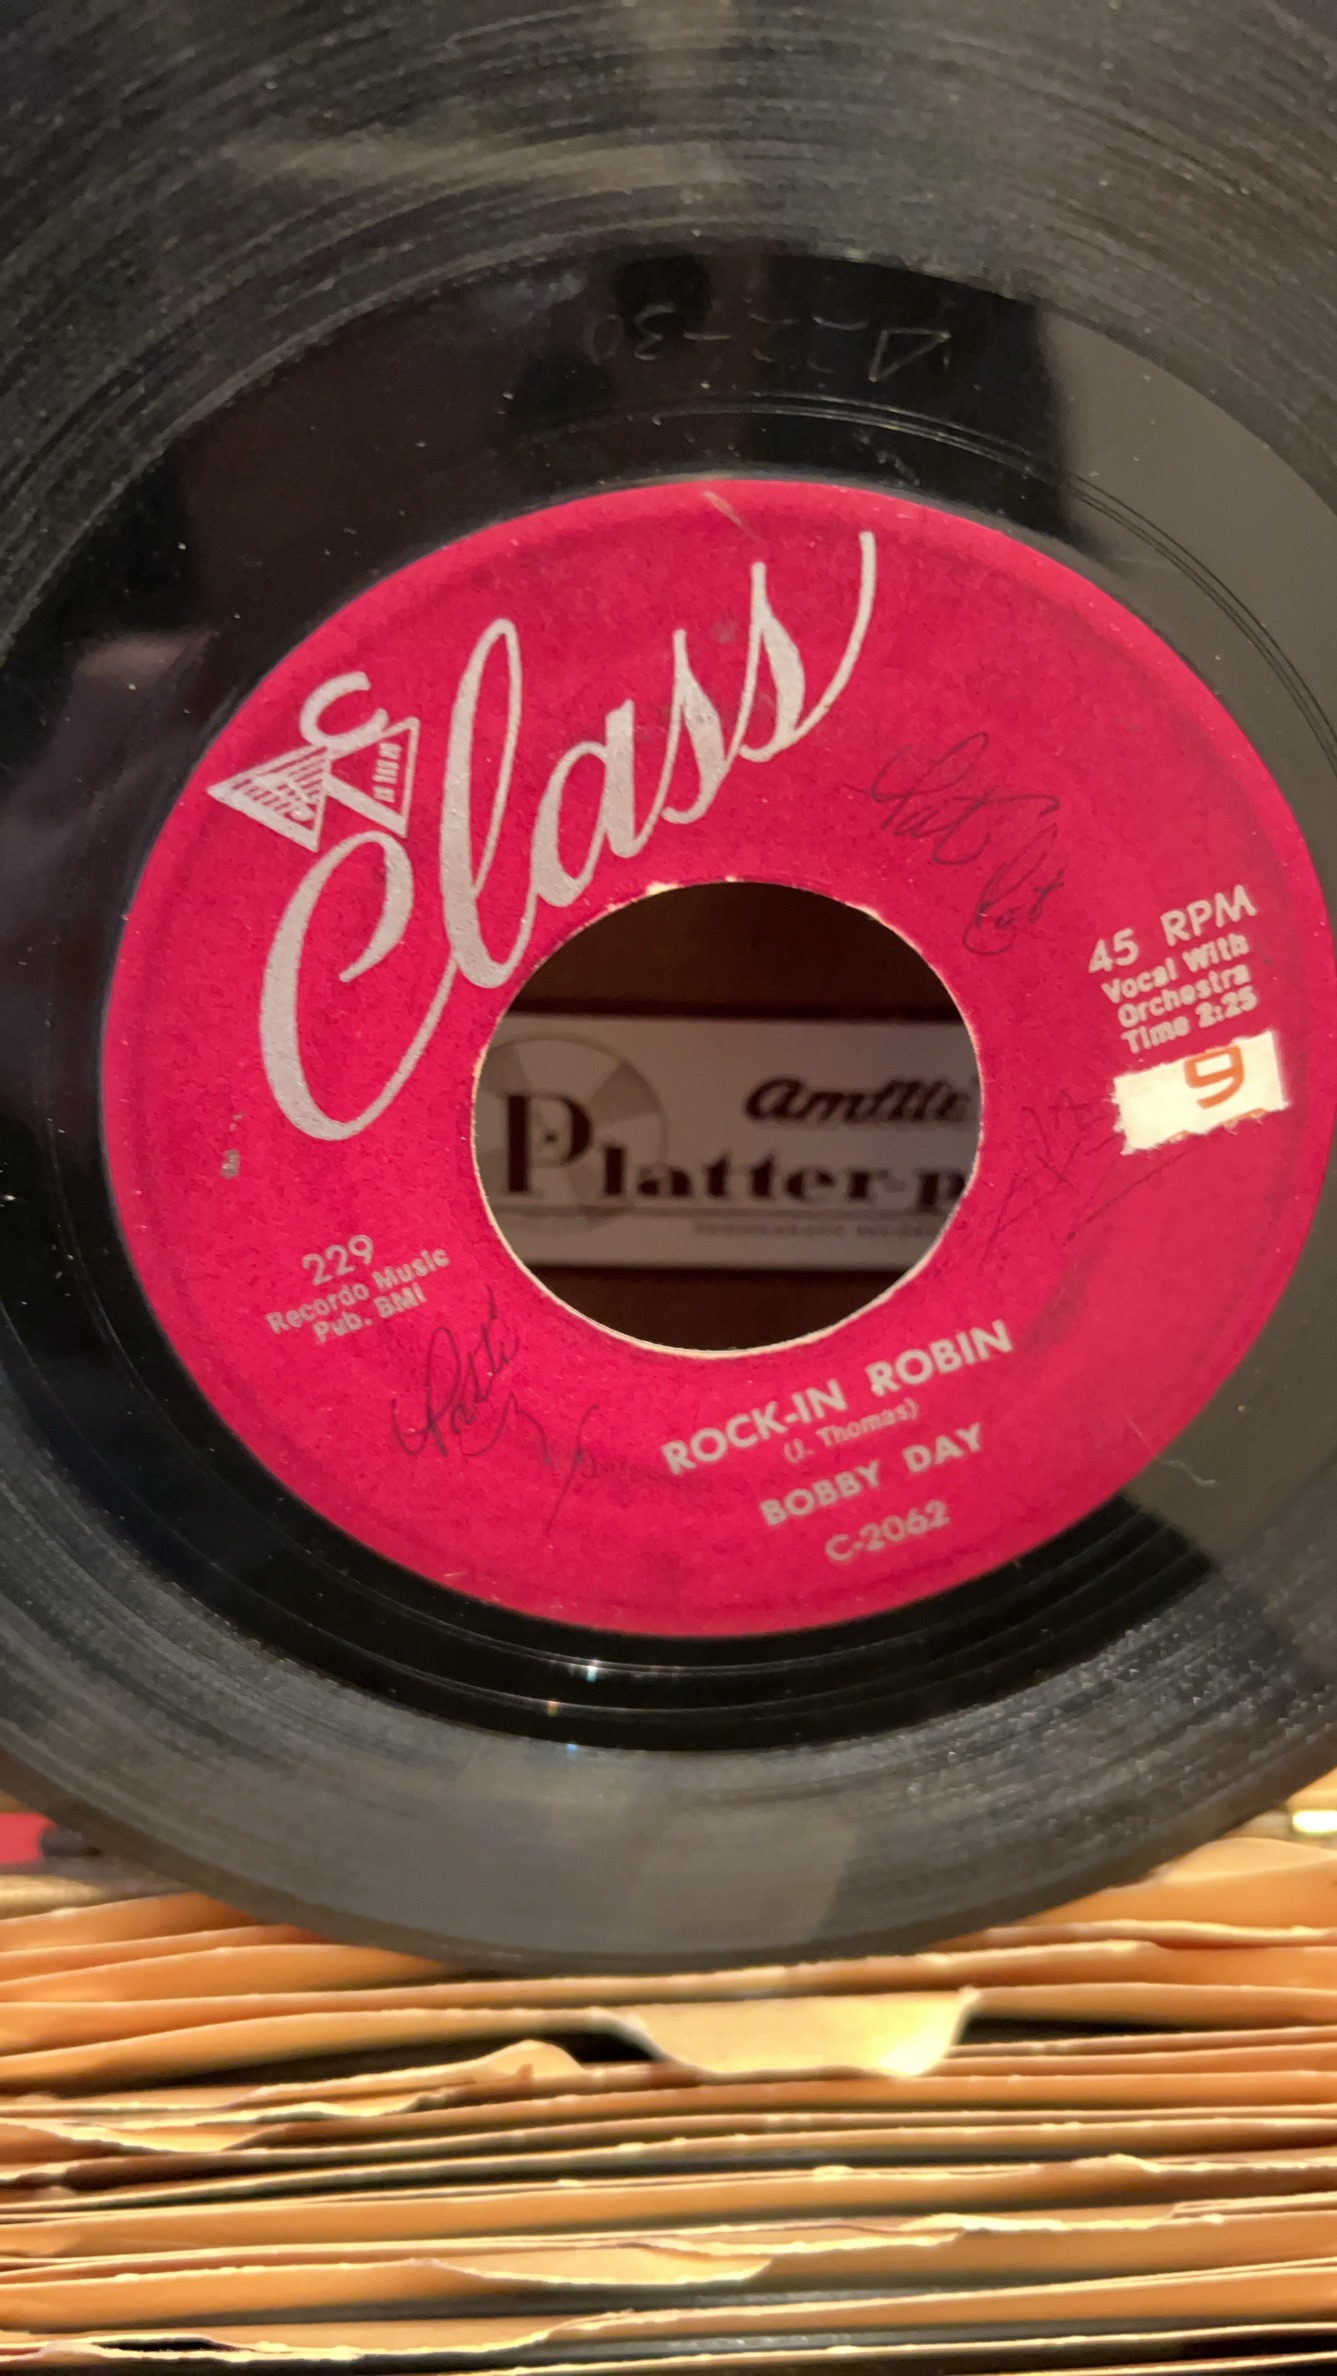 Class
45 RPM
Vocal With
Orchestra
Time 2:25
9
amfile
Platter-p
229
Recordo Music
Pub. BMI
ROCK-IN ROBIN
(J. Thomas)
BOBBY DAY
C-2062